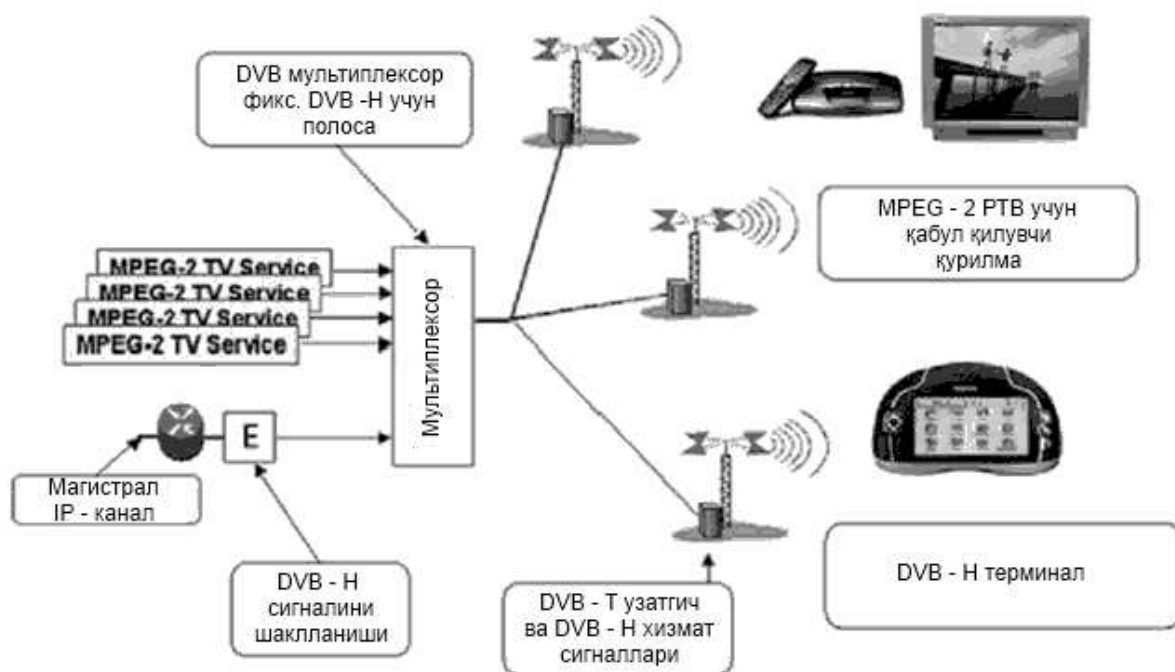 DVB мультиплексор
фикс. DVB -H учун
полоса
MPEG - 2 РТВ учун
қабул қилувчи
қурилма
MPEG-2 TV Service
MPEG-2 TV Service
MPEG-2 TV Service
MPEG-2 TV Service
Мультиплексор
E
Магистрал
IP - канал
DVB - H
сигналини
шаклланиши
DVB - T узатгич
ва DVB - H хизмат
сигналлари
DVB - H терминал